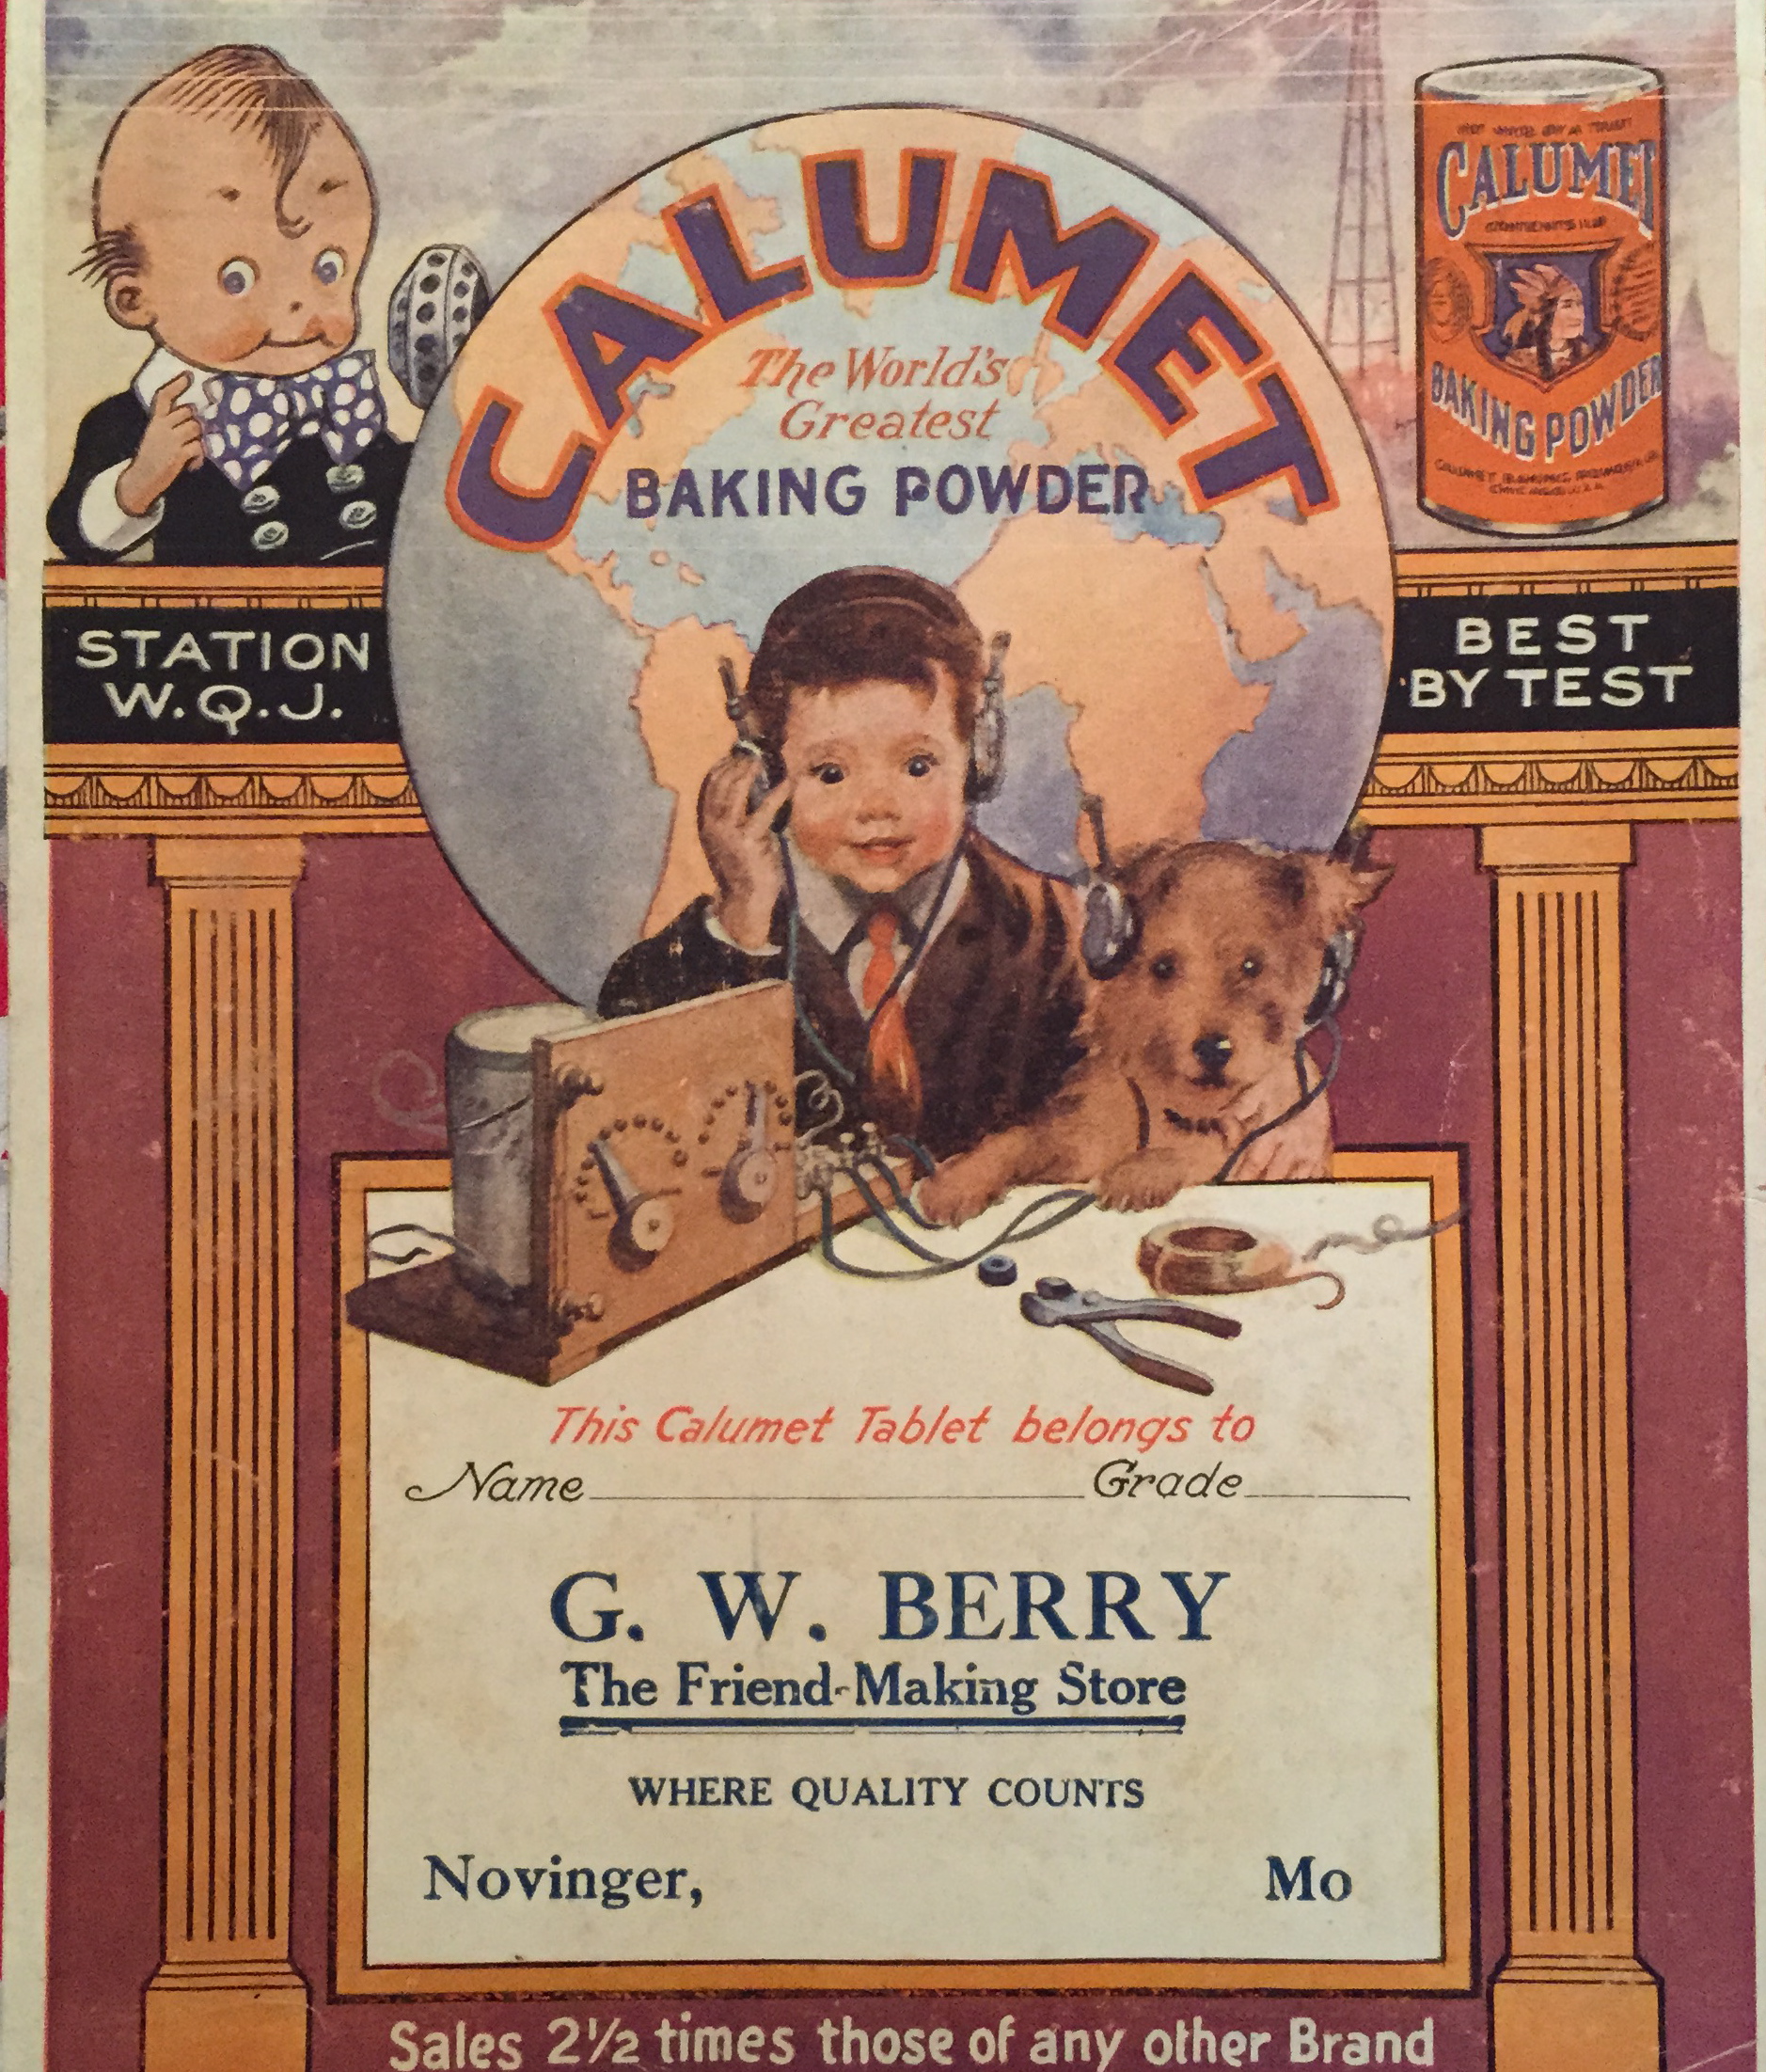 CALUMET
The World's
Greatest
BAKING POWDER
CALUMET
BAKING POWDER
STATION
W.Q.J.
BEST
BY TEST
This Calumet Tablet belongs to
Name Grade
G. W. BERRY
The Friend-Making Store
WHERE QUALITY COUNTS
Novinger, Mo
Sales 2½ times those of any other Brand